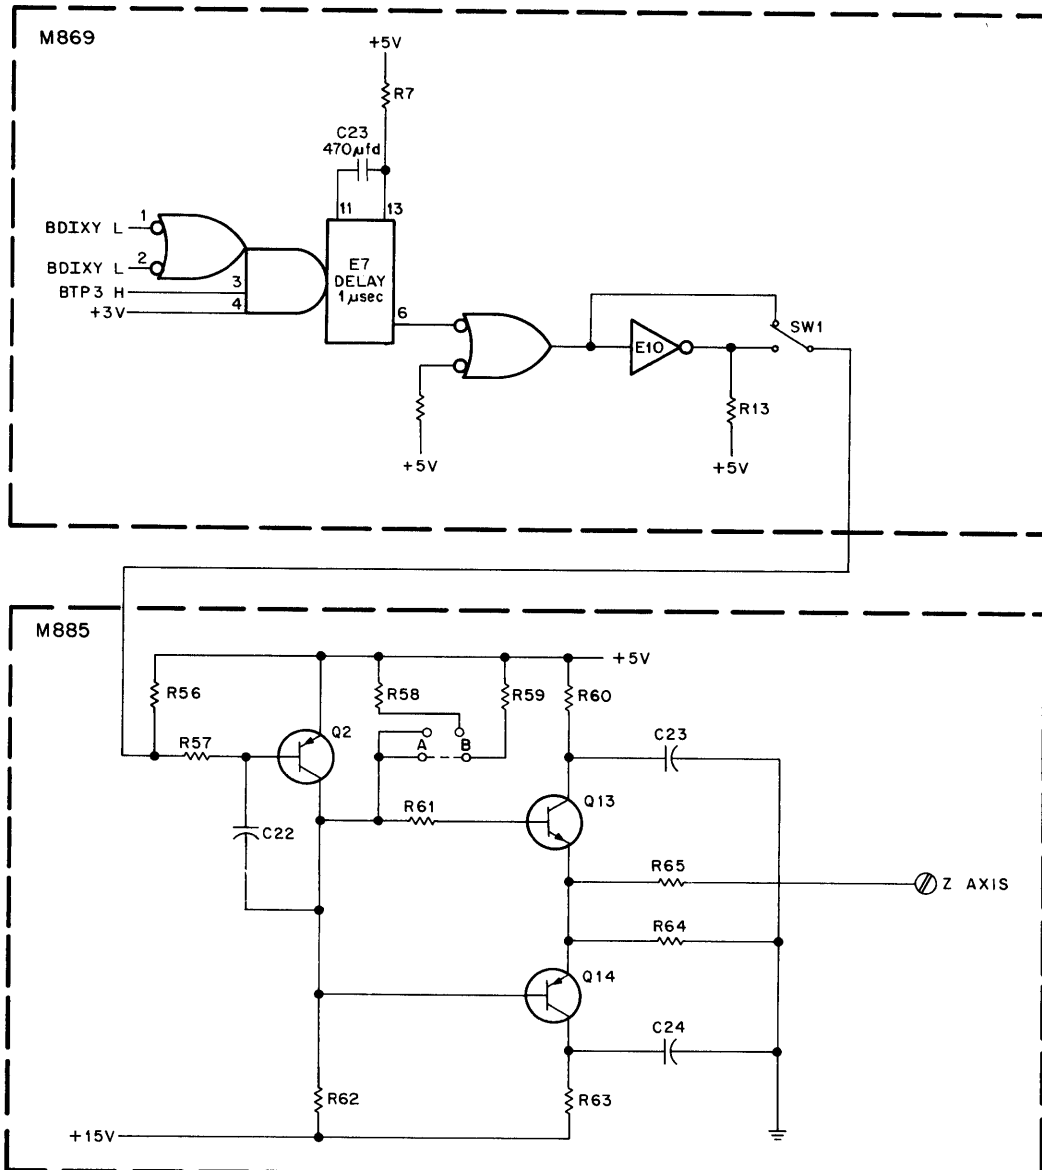 M869
+5V
R7
C23
470μfd
11
13
BDIXY L
1
BDIXY L
2
BTP3 H
3
+3V
4
E7
DELAY
1 μsec
6
+5V
E10
SW1
R13
+5V
M885
+5V
R56
R58
R59
R60
R57
Q2
A
B
C23
C22
R61
Q13
R65
Z AXIS
R64
Q14
C24
R62
R63
+15V